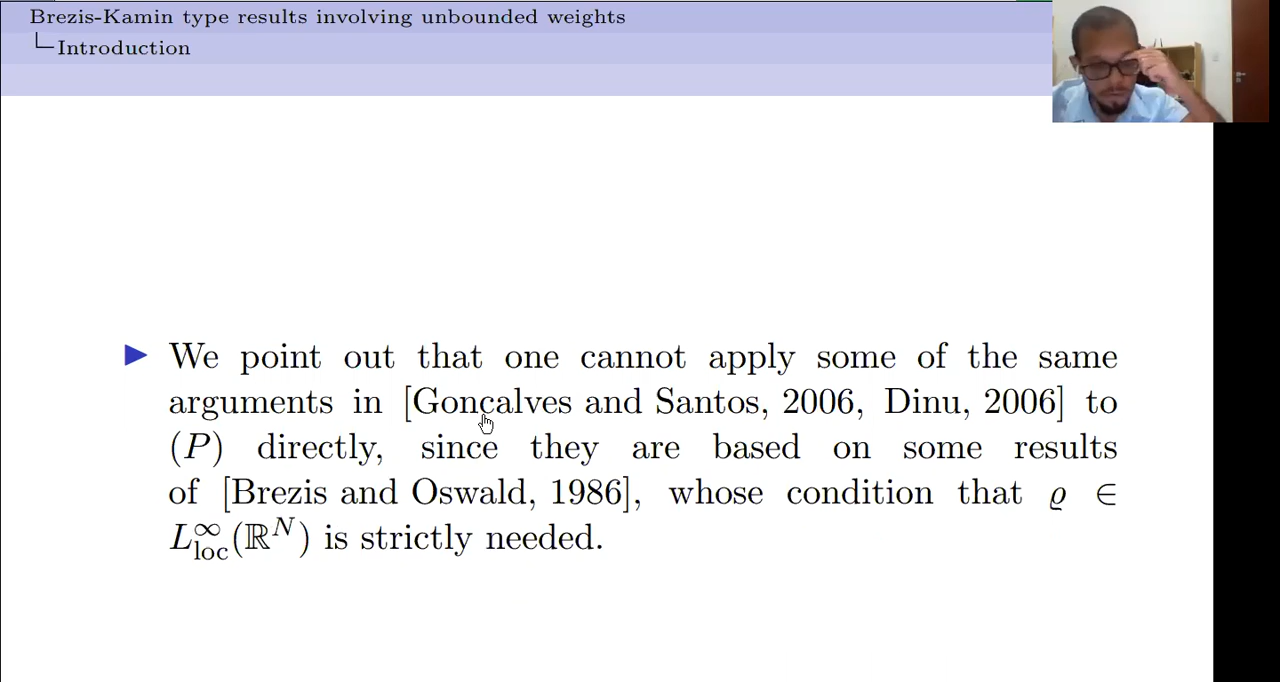 Brezis-Kamin type results involving unbounded weights
Introduction
▶ We point out that one cannot apply some of the same
arguments in [Gonçalves and Santos, 2006, Dinu, 2006] to
(P) directly, since they are based on some results
of [Brezis and Oswald, 1986], whose condition that ϱ ∈
L^∞_loc(ℝ^N) is strictly needed.